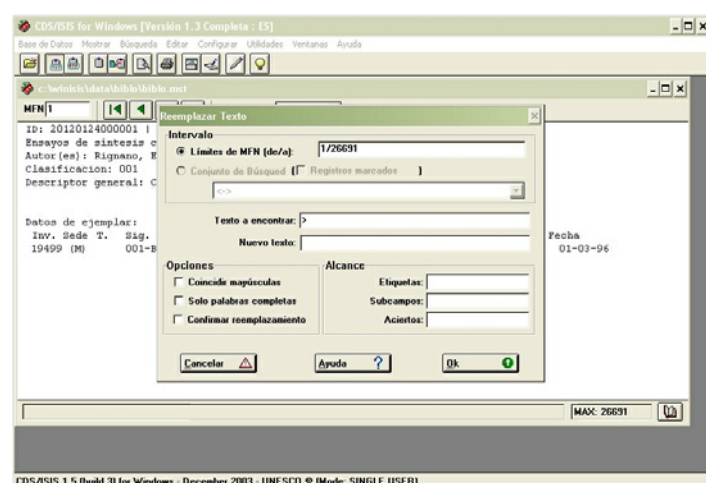 CDS/ISIS for Windows [Versión 1.3 Completa : ES]
Base de Datos Mostrar Búsqueda Editar Configurar Utilidades Ventanas Ayuda
c:\winisis\data\biblo\biblo.mst
MFN 1
Reemplazar Texto
ID: 20120124000001 |
Ensayos de sintesis c
Autor(es): Rignano, E
Clasificacion: 001
Descriptor general: C
Intervalo
Límites de MFN (de/a): 1/26691
Conjunto de Búsqued ( Registros marcados )
<->
Texto a encontrar: >
Nuevo texto:
Datos de ejemplar:
Inv. Sede T. Sig. Fecha
19499 (M) 001-B 01-03-96
Opciones
Coincidir mayúsculas
Solo palabras completas
Confirmar reemplazamiento
Alcance
Etiquetas:
Subcampos:
Aciertos:
Cancelar Ayuda ? Ok
MAX: 26691
CDS/ISIS 1.5 (build 3) for Windows - December 2003 - UNESCO © (Mode: SINGLE USER)